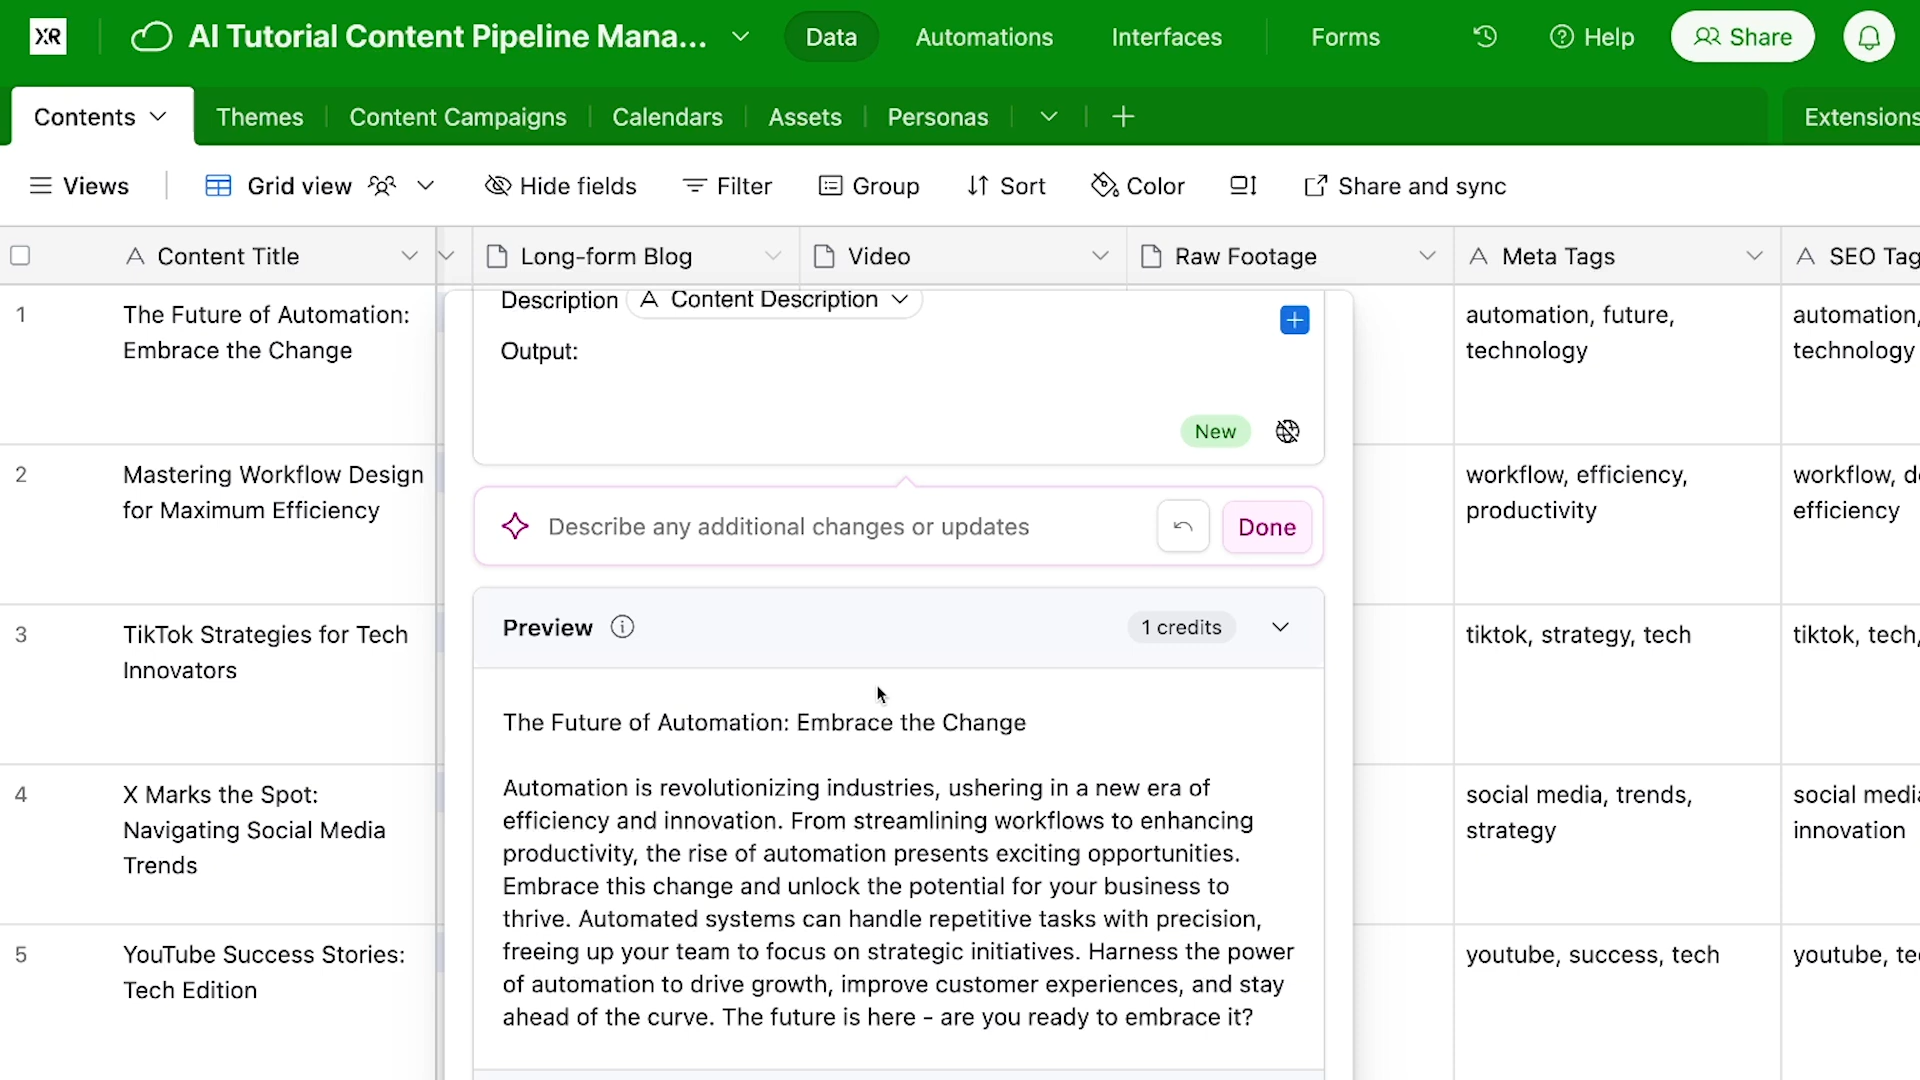 XR
AI Tutorial Content Pipeline Mana...
Data
Automations
Interfaces
Forms
Help
Share
Contents
Themes
Content Campaigns
Calendars
Assets
Personas
Extensions
Views
Grid view
Hide fields
Filter
Group
Sort
Color
Share and sync
Content Title
Long-form Blog
Video
Raw Footage
Meta Tags
SEO Tag
Description
Content Description
Output:
New
Describe any additional changes or updates
Done
Preview
1 credits
The Future of Automation: Embrace the Change
Automation is revolutionizing industries, ushering in a new era of
efficiency and innovation. From streamlining workflows to enhancing
productivity, the rise of automation presents exciting opportunities.
Embrace this change and unlock the potential for your business to
thrive. Automated systems can handle repetitive tasks with precision,
freeing up your team to focus on strategic initiatives. Harness the power
of automation to drive growth, improve customer experiences, and stay
ahead of the curve. The future is here - are you ready to embrace it?
1
The Future of Automation:
Embrace the Change
automation, future,
technology
automation,
technology
2
Mastering Workflow Design
for Maximum Efficiency
workflow, efficiency,
productivity
workflow, d
efficiency
3
TikTok Strategies for Tech
Innovators
tiktok, strategy, tech
tiktok, tech,
4
X Marks the Spot:
Navigating Social Media
Trends
social media, trends,
strategy
social medi
innovation
5
YouTube Success Stories:
Tech Edition
youtube, success, tech
youtube, te